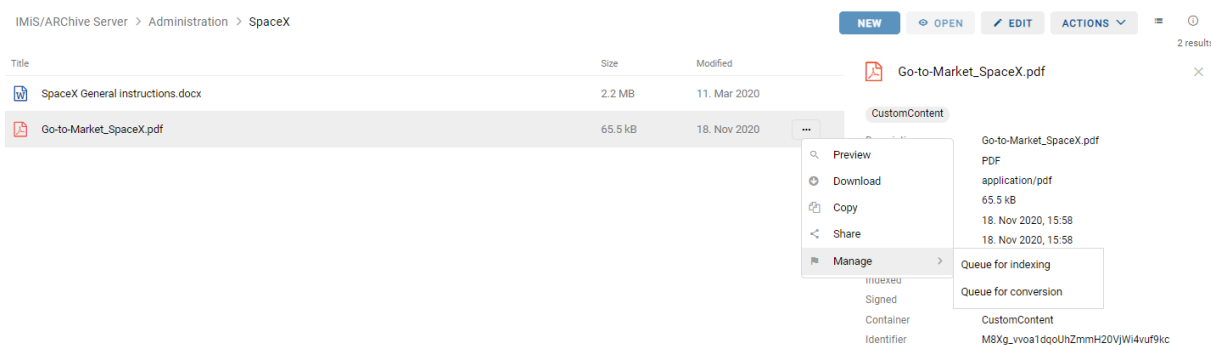 IMiS/ARChive Server > Administration > SpaceX
NEW
OPEN
EDIT
ACTIONS
2 results
Title Size Modified
SpaceX General instructions.docx 2.2 MB 11. Mar 2020
Go-to-Market_SpaceX.pdf 65.5 kB 18. Nov 2020
Preview
Download
Copy
Share
Manage
Queue for indexing
Queue for conversion
Go-to-Market_SpaceX.pdf
CustomContent
Go-to-Market_SpaceX.pdf
PDF
application/pdf
65.5 kB
18. Nov 2020, 15:58
18. Nov 2020, 15:58
Indexed
Signed
Container CustomContent
Identifier M8Xg_vvoa1dqoUhZmmH20VjWi4vuf9kc